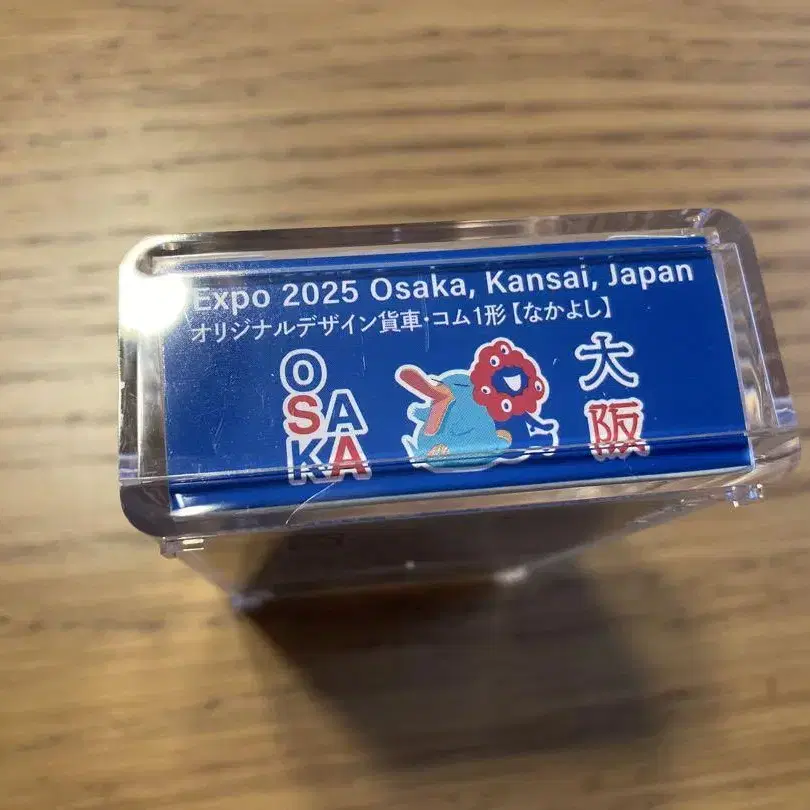 Expo 2025 Osaka, Kansai, Japan
オリジナルデザイン貨車・コム1形【なかよし】
OSAKA
大阪